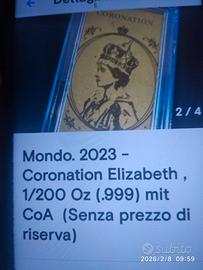 CORONATION
2/4
Mondo. 2023 -
Coronation Elizabeth ,
1/200 Oz (.999) mit
CoA (Senza prezzo di
riserva)
subito
2026/2/8 09:59